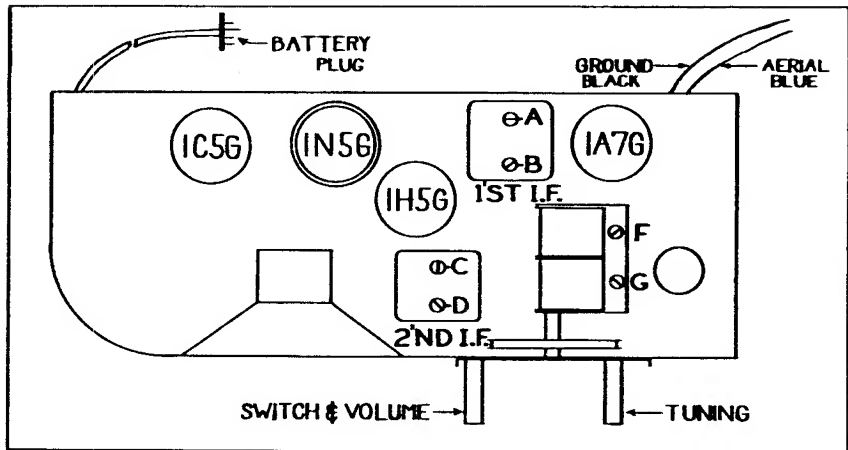 BATTERY
PLUG
GROUND
BLACK
AERIAL
BLUE
1C5G
1N5G
A
B
1'ST I.F.
1A7G
1H5G
F
G
C
D
2'ND I.F.
SWITCH & VOLUME
TUNING